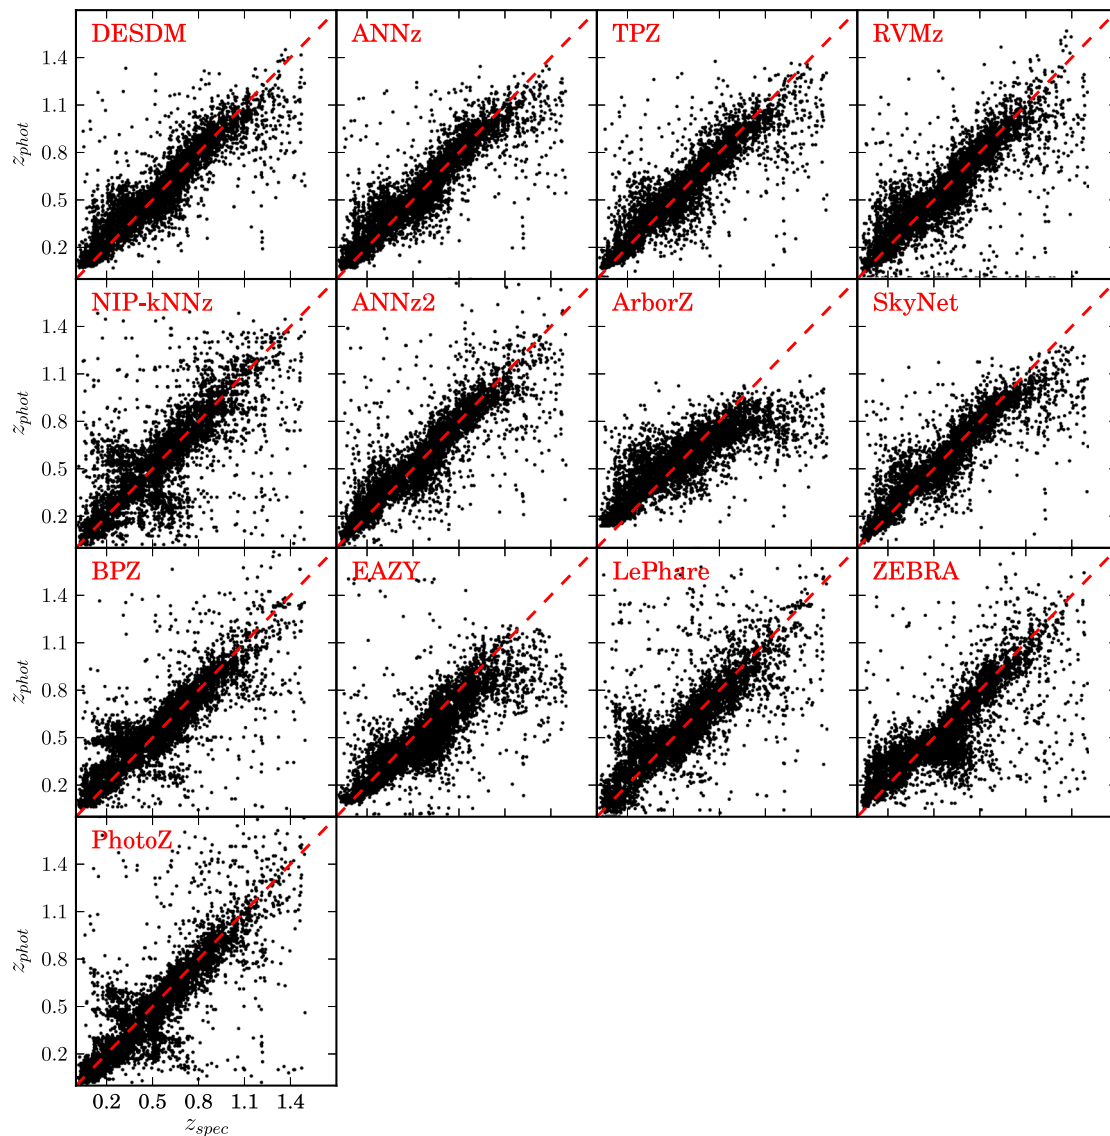 DESDM ANNz TPZ RVMz
1.4
1.1
0.8
0.5
0.2
z_phot
NIP-kNNz ANNz2 ArborZ SkyNet
1.4
1.1
0.8
0.5
0.2
z_phot
BPZ EAZY LePhare ZEBRA
1.4
1.1
0.8
0.5
0.2
z_phot
PhotoZ
1.4
1.1
0.8
0.5
0.2
z_phot
0.2 0.5 0.8 1.1 1.4
z_spec